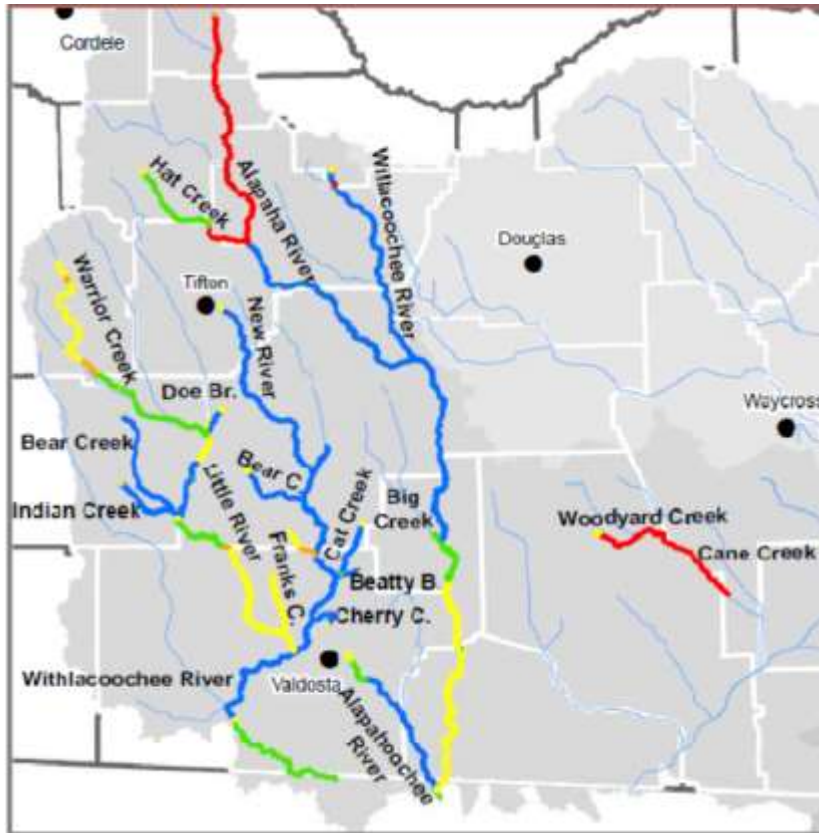 Cordele
Hat Creek
Alapaha River
Willacoochee River
Douglas
Tifton
Warrior Creek
New River
Doe Br.
Waycross
Bear Creek
Bear C.
Little River
Cat Creek
Big
Creek
Indian Creek
Franks C.
Woodyard Creek
Cane Creek
Beatty B.
Cherry C.
Withlacoochee River
Valdosta
Alapahoochee
River